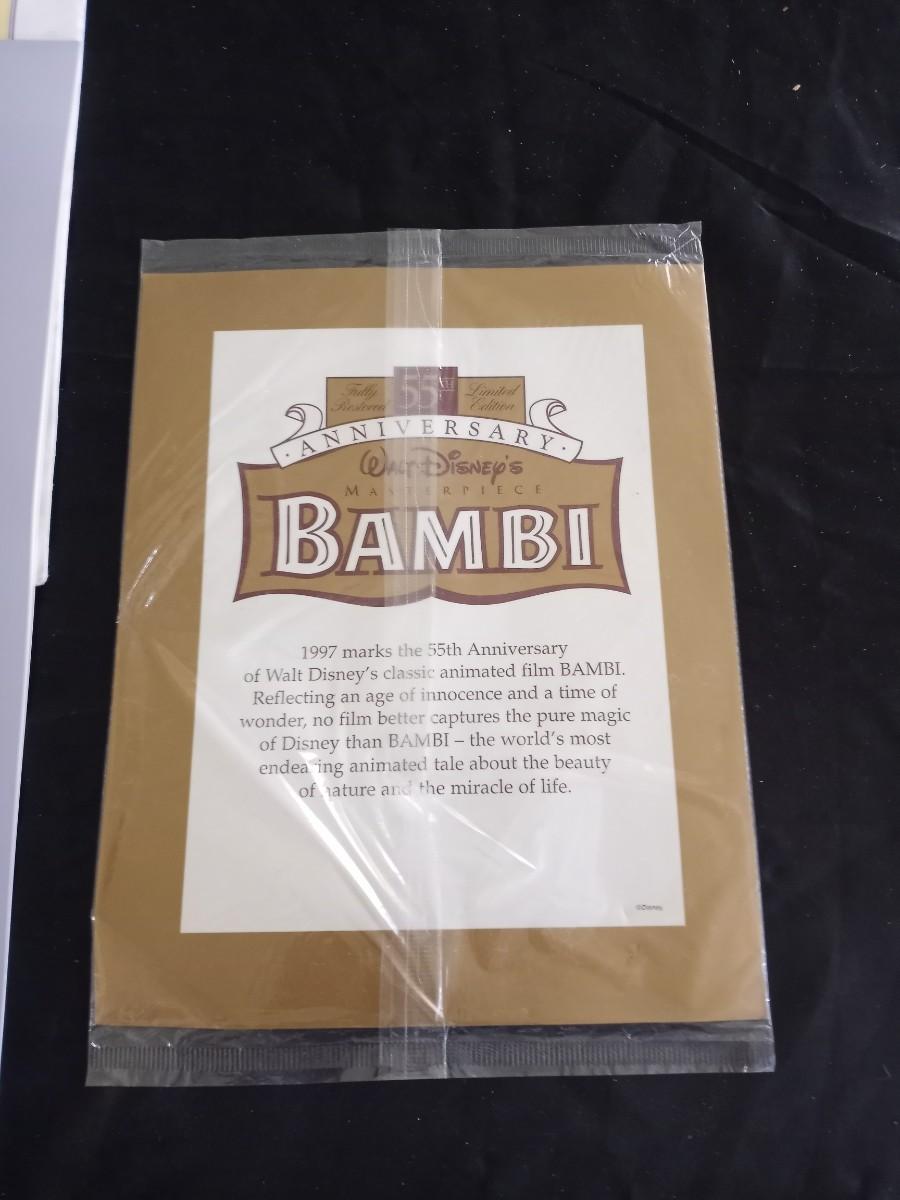 Fully Restored
55TH
Limited Edition
· ANNIVERSARY ·
WALT DISNEY'S
MASTERPIECE
BAMBI
1997 marks the 55th Anniversary
of Walt Disney's classic animated film BAMBI.
Reflecting an age of innocence and a time of
wonder, no film better captures the pure magic
of Disney than BAMBI – the world's most
endearing animated tale about the beauty
of nature and the miracle of life.
©Disney